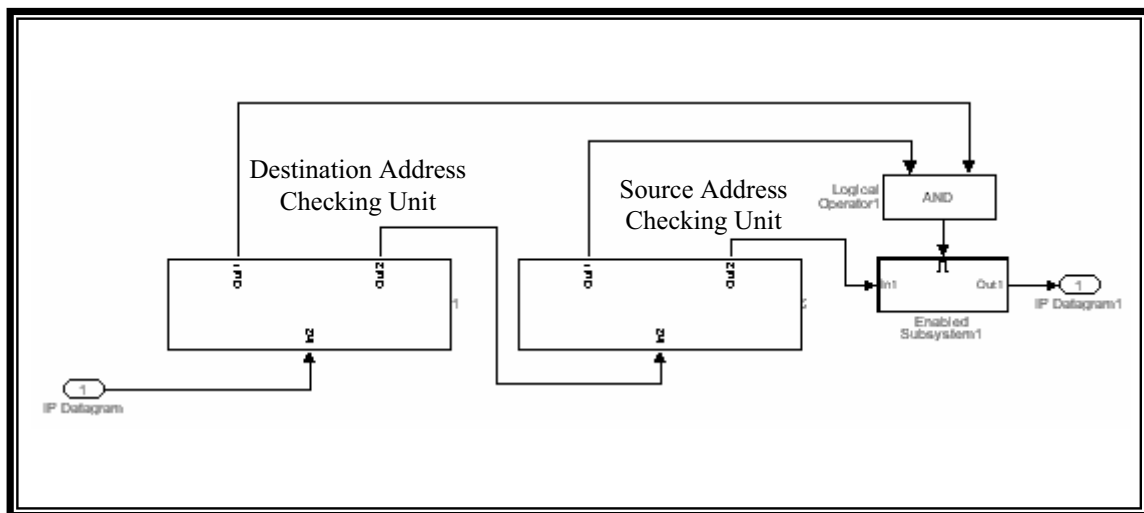 Destination Address
Checking Unit
Source Address
Checking Unit
Logical
Operator1
AND
Out1
Out2
In2
Out1
Out2
In2
In1
Out1
Enabled
Subsystem1
1
IP Datagram1
1
IP Datagram